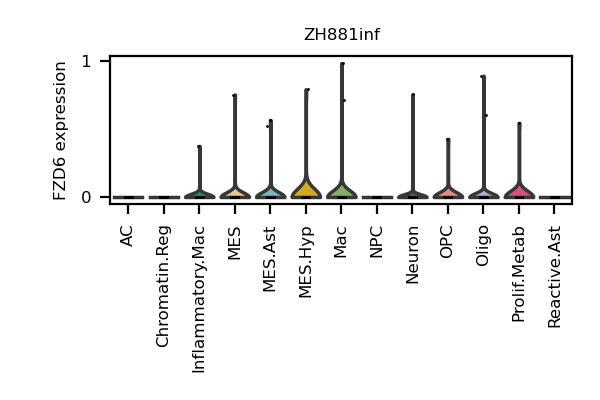 ZH881inf
FZD6 expression
1
0
AC
Chromatin.Reg
Inflammatory.Mac
MES
MES.Ast
MES.Hyp
Mac
NPC
Neuron
OPC
Oligo
Prolif.Metab
Reactive.Ast